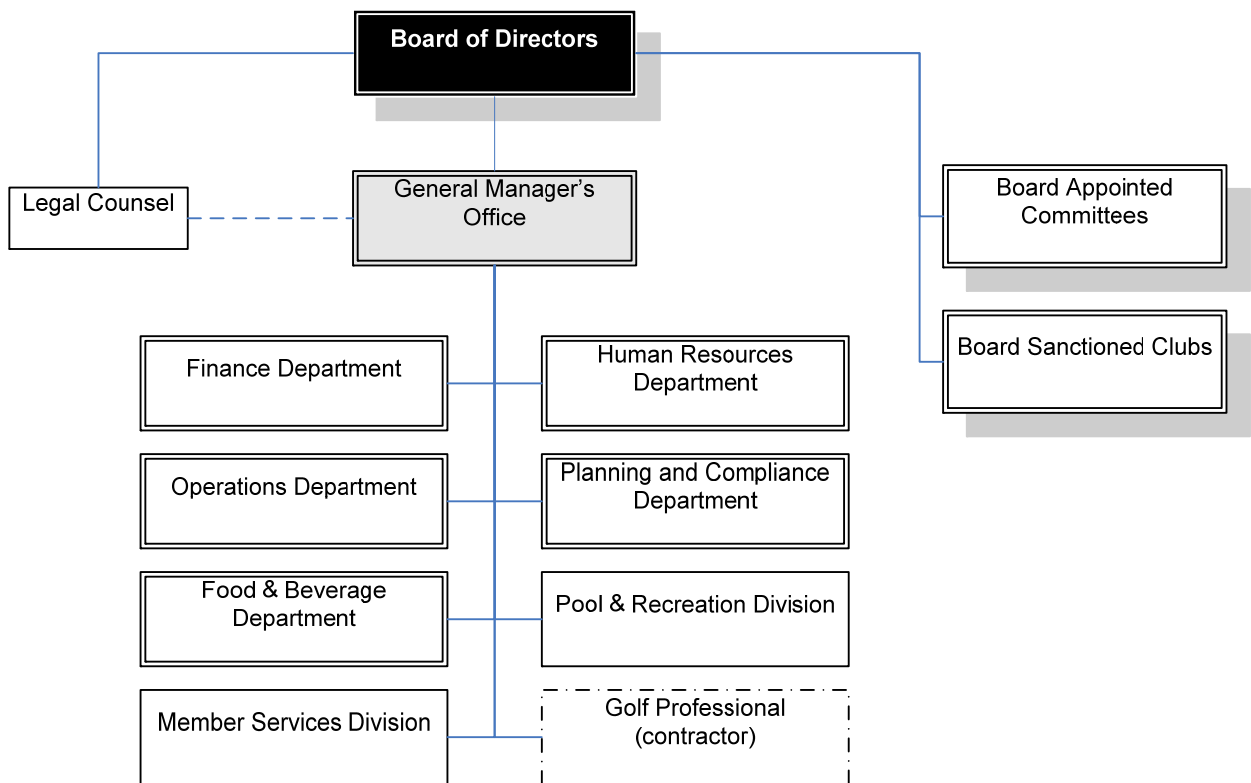 Board of Directors
Legal Counsel
General Manager’s
Office
Board Appointed
Committees
Board Sanctioned Clubs
Finance Department
Human Resources
Department
Operations Department
Planning and Compliance
Department
Food & Beverage
Department
Pool & Recreation Division
Member Services Division
Golf Professional
(contractor)